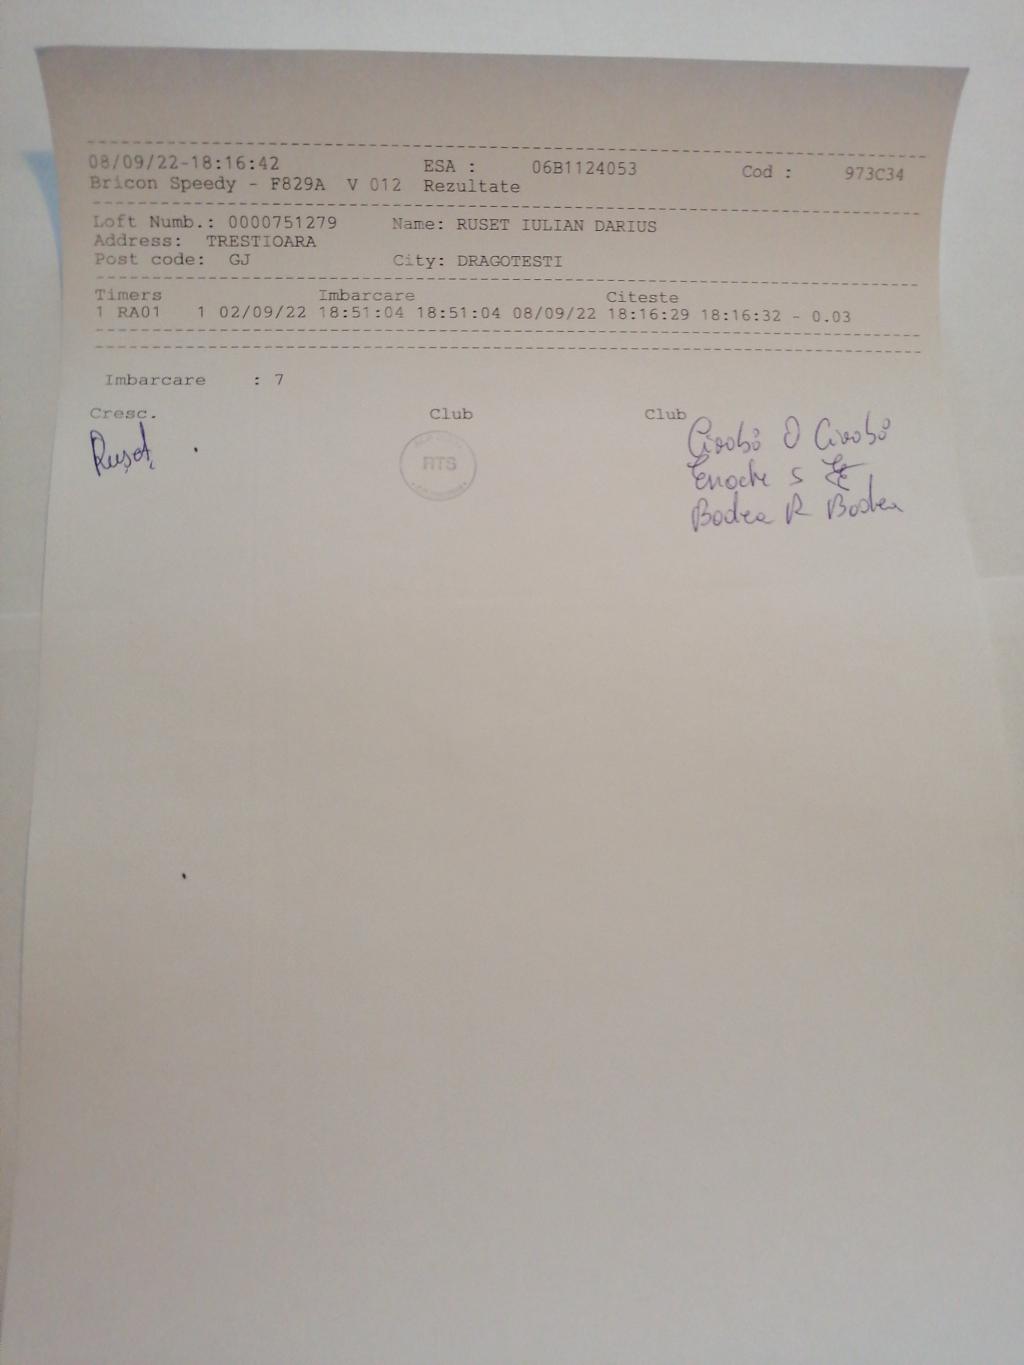 08/09/22-18:16:42 ESA : 06B1124053 Cod : 973C34
Bricon Speedy - F829A V 012 Rezultate
Loft Numb.: 0000751279 Name: RUSET IULIAN DARIUS
Address: TRESTIOARA
Post code: GJ City: DRAGOTESTI
Timers Imbarcare Citeste
1 RA01 1 02/09/22 18:51:04 18:51:04 08/09/22 18:16:29 18:16:32 - 0.03
Imbarcare : 7
Cresc. Club Club
Rușet
RTS
Enache S
Bodea R Bodea